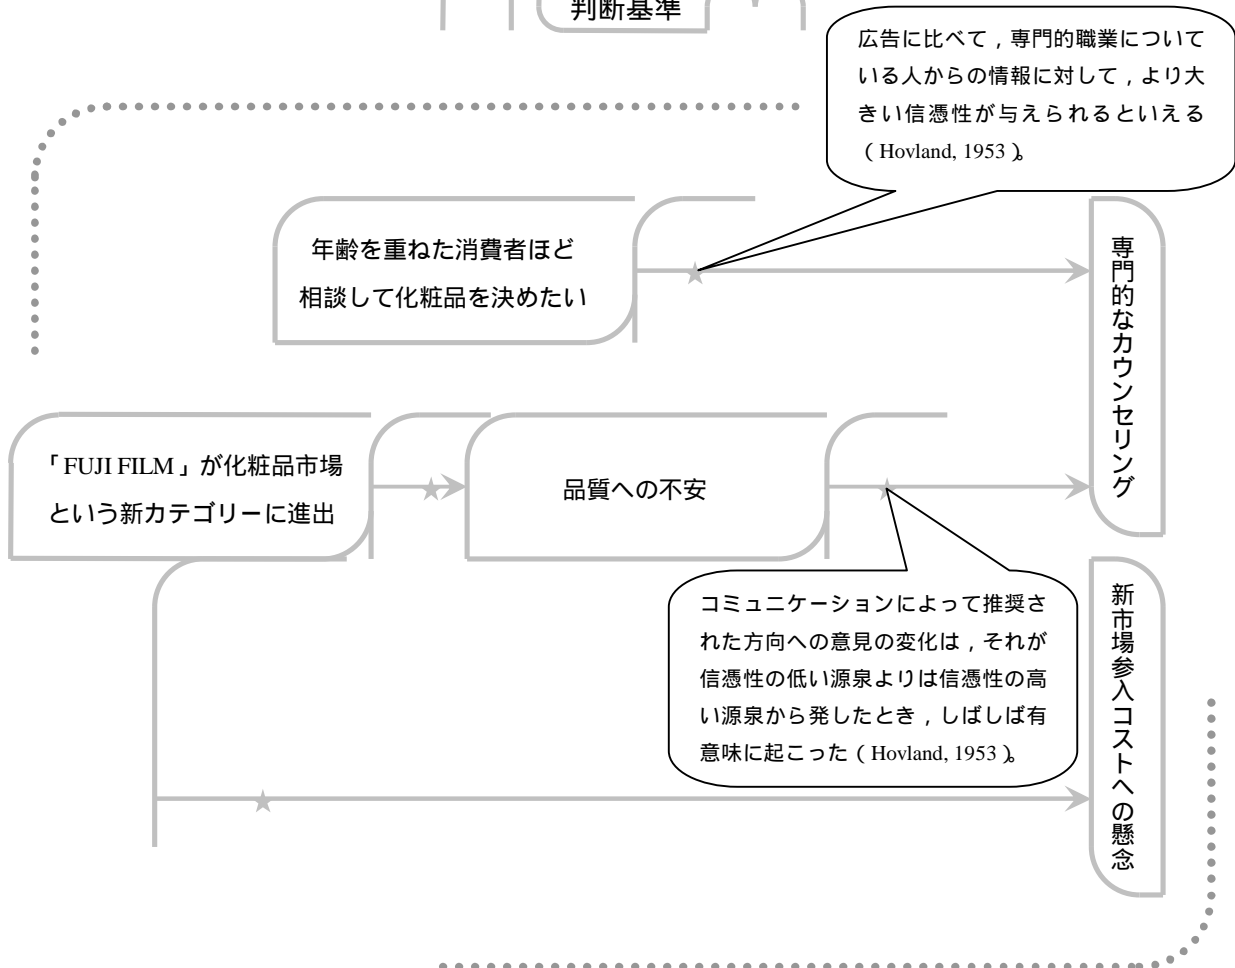 判断基準
広告に比べて，専門的職業について
いる人からの情報に対して，より大
きい信憑性が与えられるといえる
（Hovland, 1953）。
年齢を重ねた消費者ほど
相談して化粧品を決めたい
専門的なカウンセリング
「FUJI FILM」が化粧品市場
という新カテゴリーに進出
品質への不安
コミュニケーションによって推奨さ
れた方向への意見の変化は，それが
信憑性の低い源泉よりは信憑性の高
い源泉から発したとき，しばしば有
意味に起こった（Hovland, 1953）。
新市場参入コストへの懸念